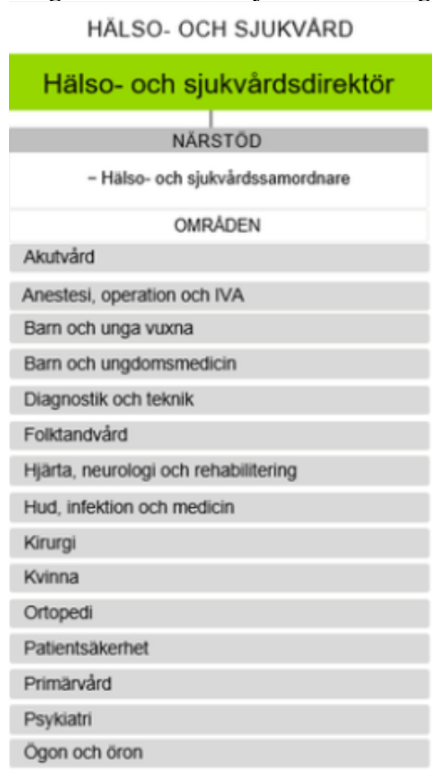 HÄLSO- OCH SJUKVÅRD
Hälso- och sjukvårdsdirektör
NÄRSTÖD
– Hälso- och sjukvårdssamordnare
OMRÅDEN
Akutvård
Anestesi, operation och IVA
Barn och unga vuxna
Barn och ungdomsmedicin
Diagnostik och teknik
Folktandvård
Hjärta, neurologi och rehabilitering
Hud, infektion och medicin
Kirurgi
Kvinna
Ortopedi
Patientsäkerhet
Primärvård
Psykiatri
Ögon och öron